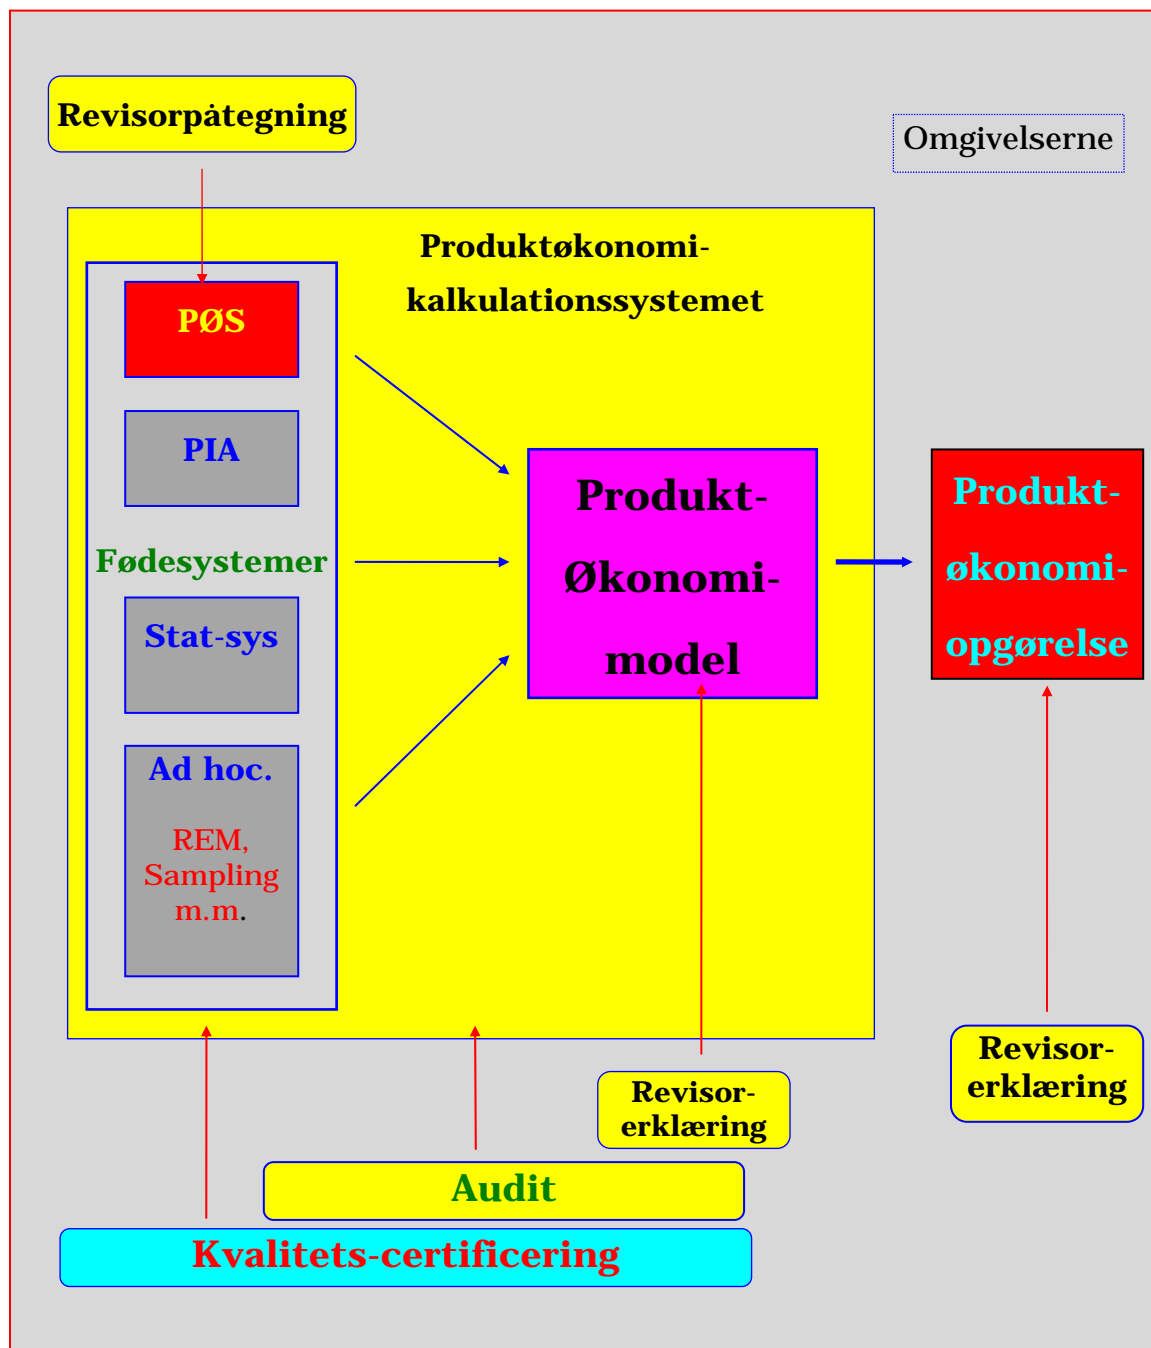 Revisorpåtegning
Omgivelserne
Produktøkonomi-
kalkulationssystemet
PØS
PIA
Fødesystemer
Stat-sys
Ad hoc.
REM,
Sampling
m.m.
Produkt-
Økonomi-
model
Produkt-
økonomi-
opgørelse
Revisor-
erklæring
Revisor-
erklæring
Audit
Kvalitets-certificering